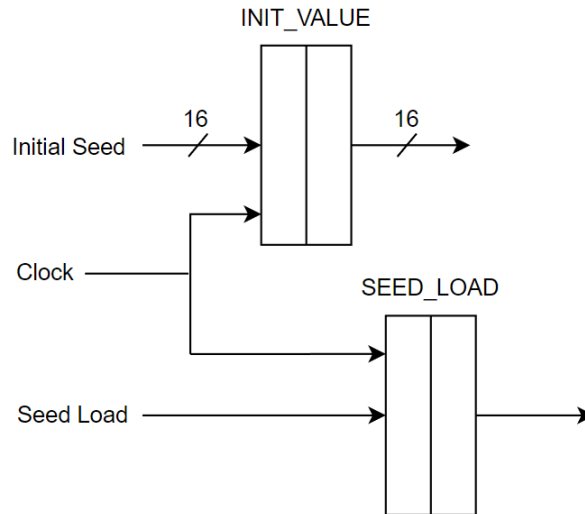 INIT_VALUE
16
16
Initial Seed
Clock
SEED_LOAD
Seed Load